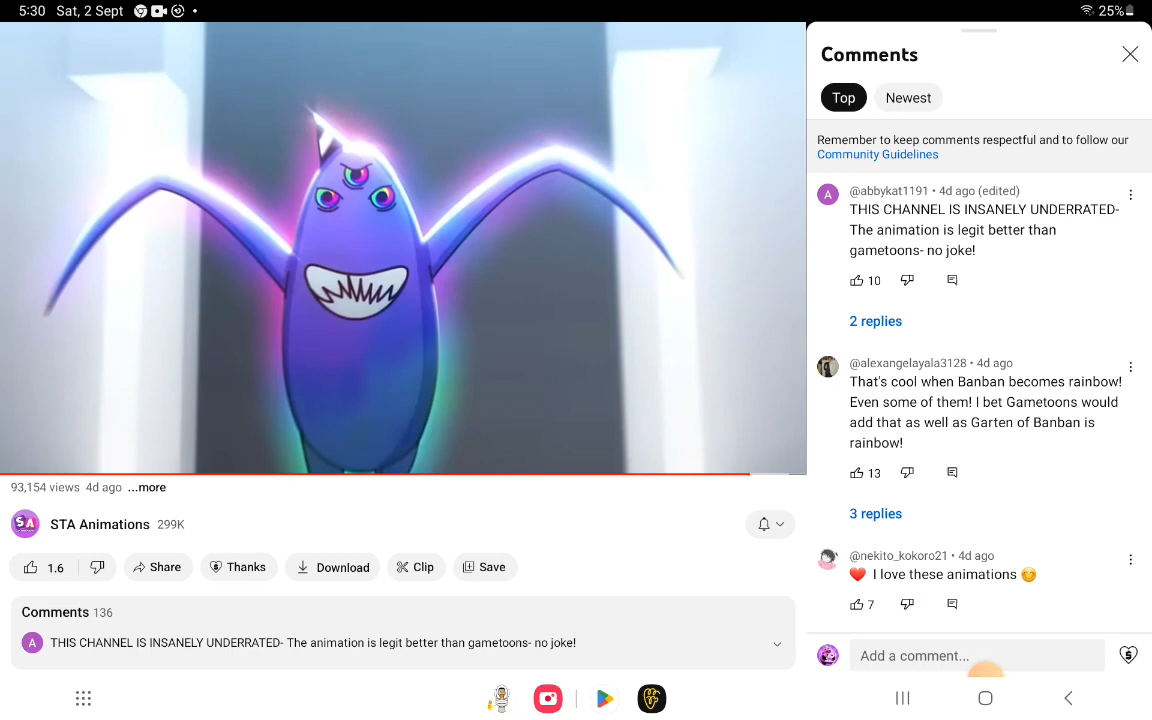 5:30 Sat, 2 Sept
25%
93,154 views 4d ago ...more
SA
STA Animations 299K
1.6
Share
Thanks
Download
Clip
Save
Comments 136
A
THIS CHANNEL IS INSANELY UNDERRATED- The animation is legit better than gametoons- no joke!
Comments
Top
Newest
Remember to keep comments respectful and to follow our
Community Guidelines
A
@abbykat1191 • 4d ago (edited)
THIS CHANNEL IS INSANELY UNDERRATED-
The animation is legit better than
gametoons- no joke!
10
2 replies
@alexangelayala3128 • 4d ago
That's cool when Banban becomes rainbow!
Even some of them! I bet Gametoons would
add that as well as Garten of Banban is
rainbow!
13
3 replies
@nekito_kokoro21 • 4d ago
❤️ I love these animations 😊
7
Add a comment...